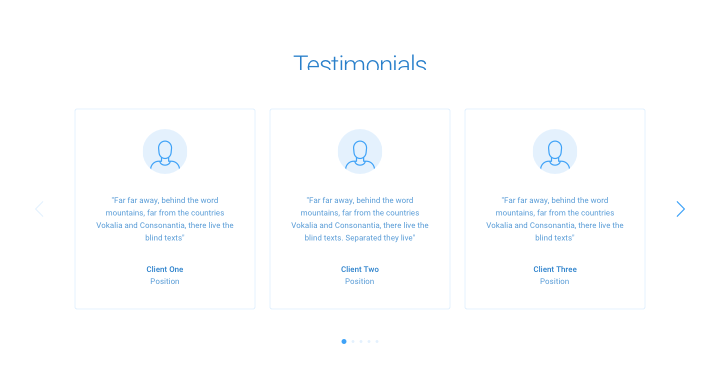 Testimonials
"Far far away, behind the word
mountains, far from the countries
Vokalia and Consonantia, there live the
blind texts"
Client One
Position
"Far far away, behind the word
mountains, far from the countries
Vokalia and Consonantia, there live the
blind texts. Separated they live"
Client Two
Position
"Far far away, behind the word
mountains, far from the countries
Vokalia and Consonantia, there live the
blind texts"
Client Three
Position